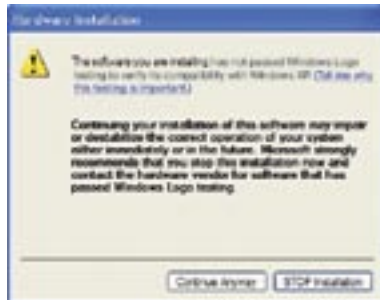 Hardware Installation
The software you are installing has not passed Windows Logo
testing to verify its compatibility with Windows XP. (Tell me why
this testing is important.)
Continuing your installation of this software may impair
or destabilize the correct operation of your system
either immediately or in the future. Microsoft strongly
recommends that you stop this installation now and
contact the hardware vendor for software that has
passed Windows Logo testing.
Continue Anyway
STOP Installation